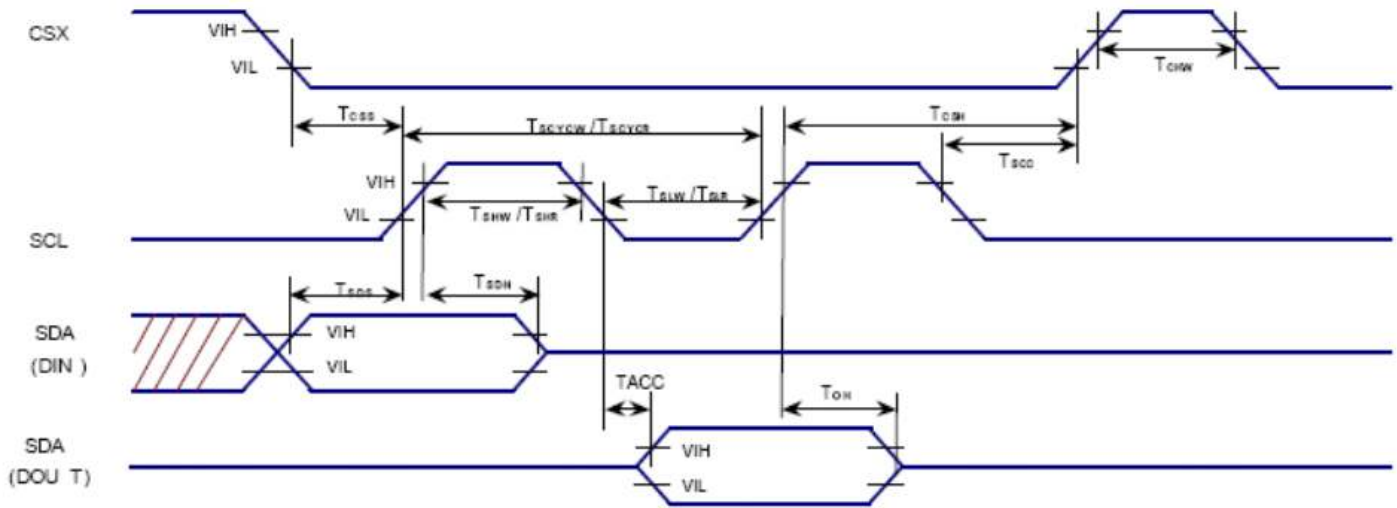 CSX
VIH
VIL
TCHW
TCSS
TSCYCW /TSCYCR
TCSH
TSCC
VIH
VIL
TSHW /TSHR
TSLW /TSLR
SCL
TSDS
TSDH
SDA
(DIN )
VIH
VIL
TACC
TOH
SDA
(DOU T)
VIH
VIL